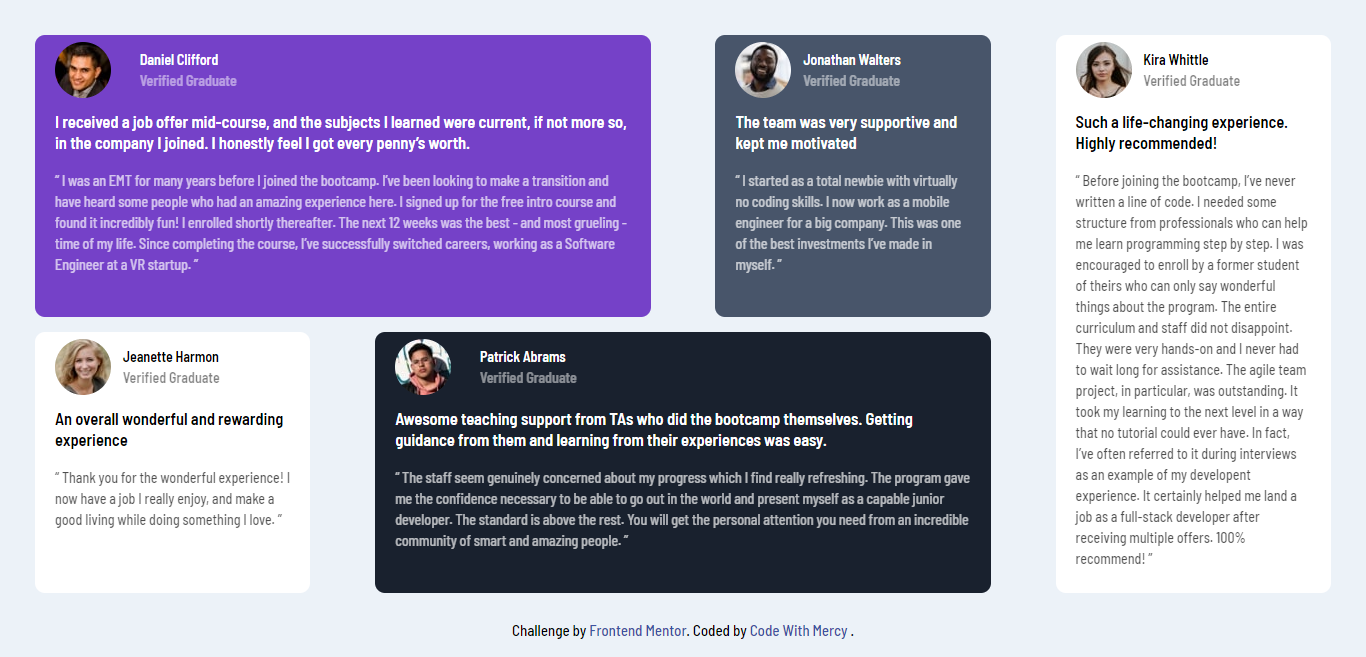 Daniel Clifford
Verified Graduate
I received a job offer mid-course, and the subjects I learned were current, if not more so,
in the company I joined. I honestly feel I got every penny’s worth.
“ I was an EMT for many years before I joined the bootcamp. I’ve been looking to make a transition and
have heard some people who had an amazing experience here. I signed up for the free intro course and
found it incredibly fun! I enrolled shortly thereafter. The next 12 weeks was the best - and most grueling -
time of my life. Since completing the course, I’ve successfully switched careers, working as a Software
Engineer at a VR startup. ”
Jonathan Walters
Verified Graduate
The team was very supportive and
kept me motivated
“ I started as a total newbie with virtually
no coding skills. I now work as a mobile
engineer for a big company. This was one
of the best investments I’ve made in
myself. ”
Kira Whittle
Verified Graduate
Such a life-changing experience.
Highly recommended!
“ Before joining the bootcamp, I’ve never
written a line of code. I needed some
structure from professionals who can help
me learn programming step by step. I was
encouraged to enroll by a former student
of theirs who can only say wonderful
things about the program. The entire
curriculum and staff did not disappoint.
They were very hands-on and I never had
to wait long for assistance. The agile team
project, in particular, was outstanding. It
took my learning to the next level in a way
that no tutorial could ever have. In fact,
I’ve often referred to it during interviews
as an example of my developent
experience. It certainly helped me land a
job as a full-stack developer after
receiving multiple offers. 100%
recommend! ”
Jeanette Harmon
Verified Graduate
An overall wonderful and rewarding
experience
“ Thank you for the wonderful experience! I
now have a job I really enjoy, and make a
good living while doing something I love. ”
Patrick Abrams
Verified Graduate
Awesome teaching support from TAs who did the bootcamp themselves. Getting
guidance from them and learning from their experiences was easy.
“ The staff seem genuinely concerned about my progress which I find really refreshing. The program gave
me the confidence necessary to be able to go out in the world and present myself as a capable junior
developer. The standard is above the rest. You will get the personal attention you need from an incredible
community of smart and amazing people. ”
Challenge by Frontend Mentor. Coded by Code With Mercy .